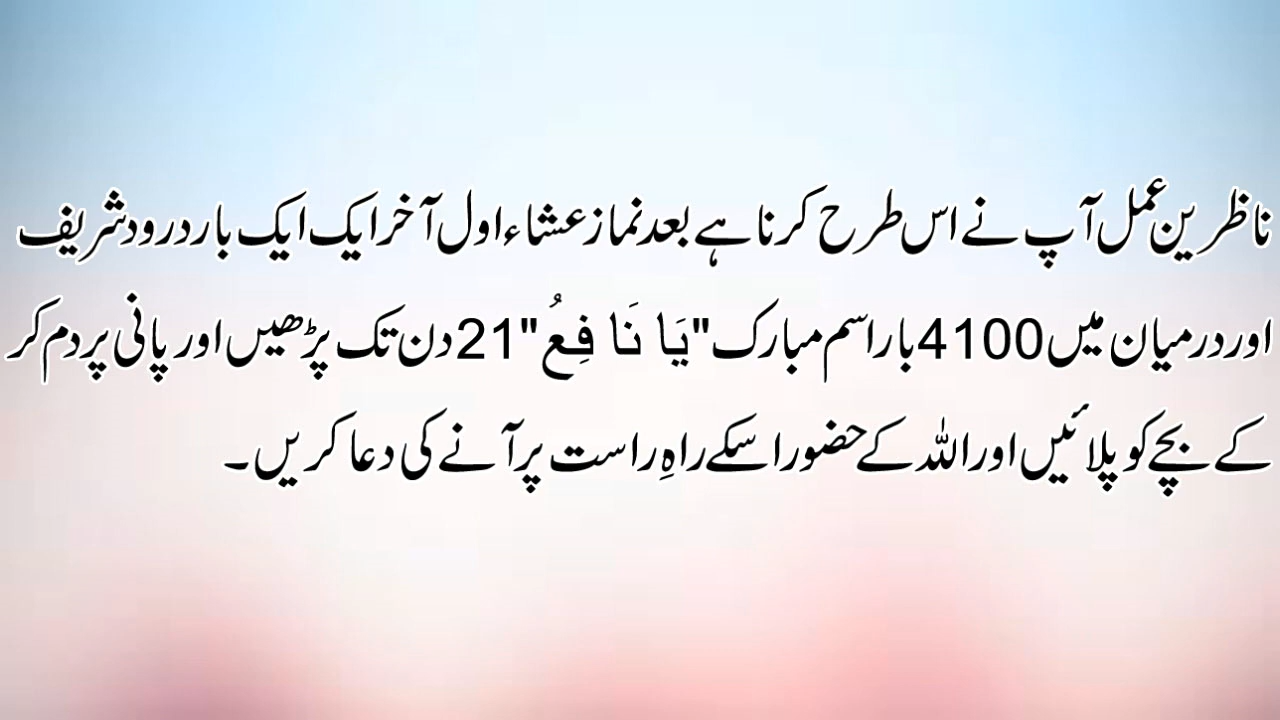 ناظرین عمل آپ نے اس طرح کرنا ہے بعد نماز عشاء اول آخر ایک ایک بار درود شریف
اور درمیان میں 4100 بار اسم مبارک "یَا نَا فِعُ" 21 دن تک پڑھیں اور پانی پر دم کر
کے بچے کو پلائیں اور اللہ کے حضور اسکے راہِ راست پر آنے کی دعا کریں۔